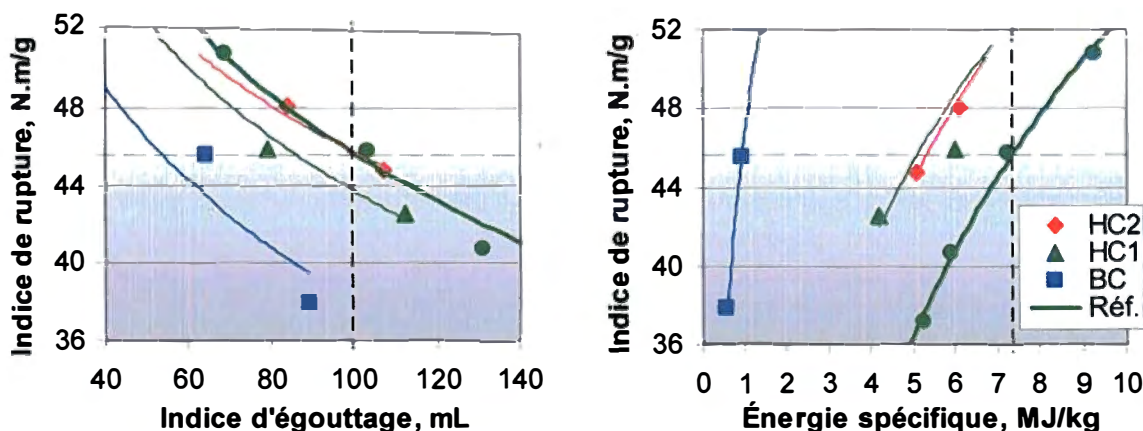 Indice de rupture, N.m/g
52
48
44
40
36
40 60 80 100 120 140
Indice d'égouttage, mL
Indice de rupture, N.m/g
52
48
44
40
36
0 1 2 3 4 5 6 7 8 9 10
Énergie spécifique, MJ/kg
HC2
HC1
BC
Réf.